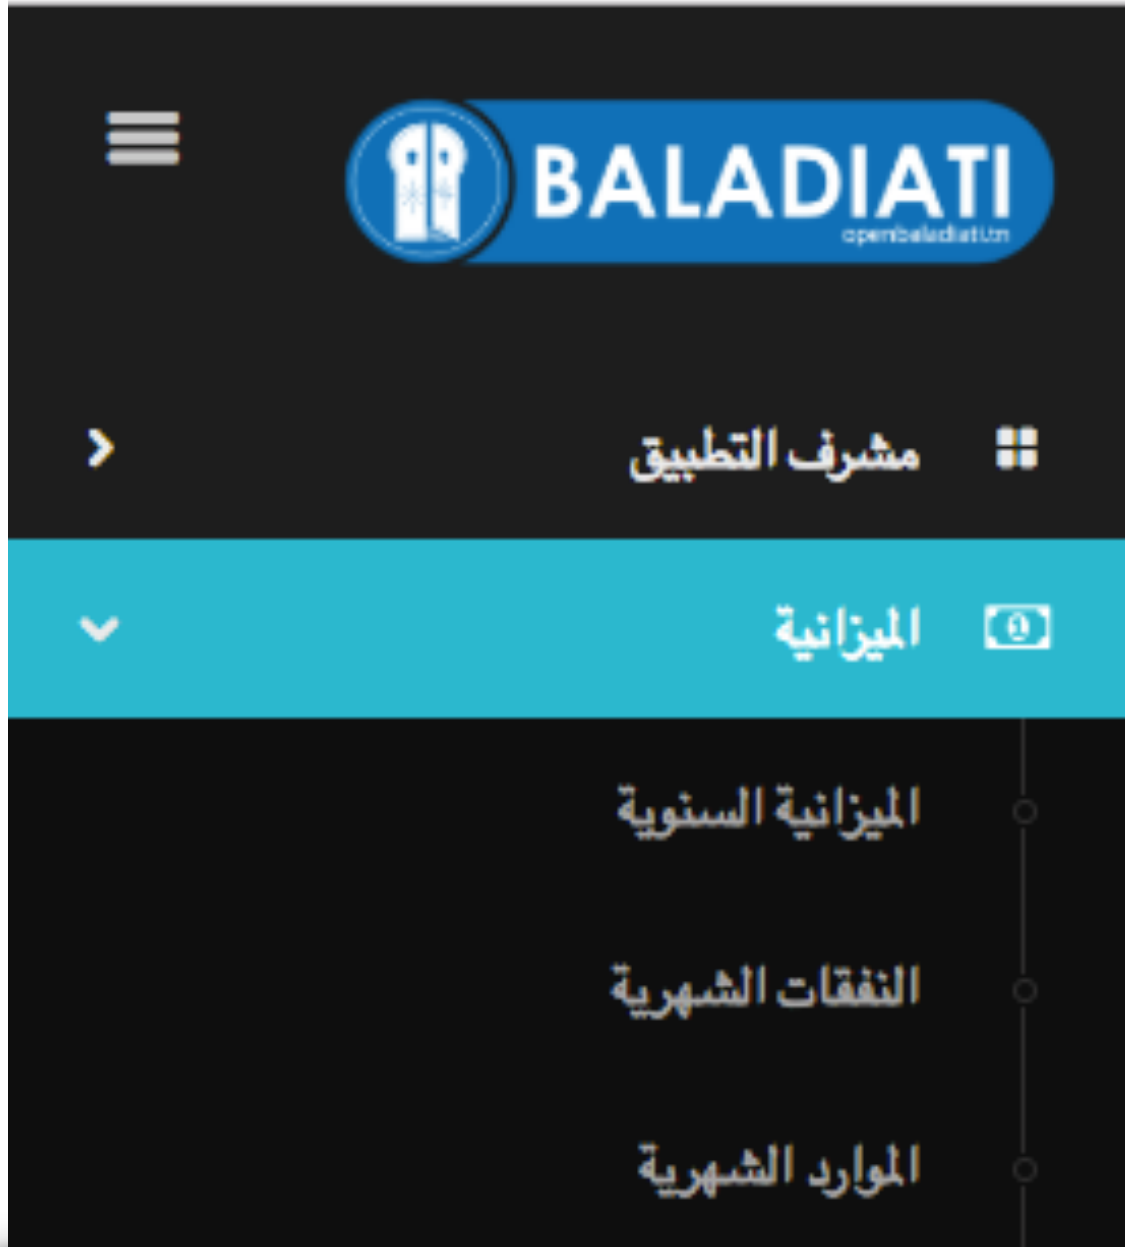 BALADIATI
openbaladiati.tn
مشرف التطبيق
الميزانية
الميزانية السنوية
النفقات الشهرية
الموارد الشهرية